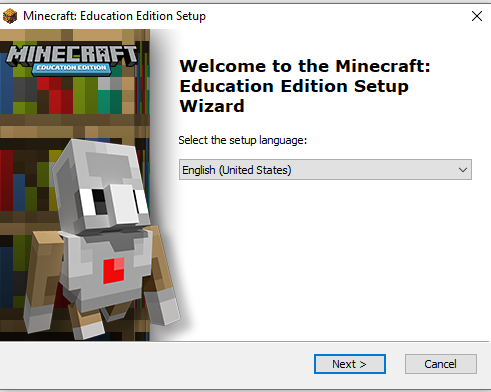 Minecraft: Education Edition Setup
MINECRAFT
EDUCATION EDITION
Welcome to the Minecraft:
Education Edition Setup
Wizard
Select the setup language:
English (United States)
Next >
Cancel